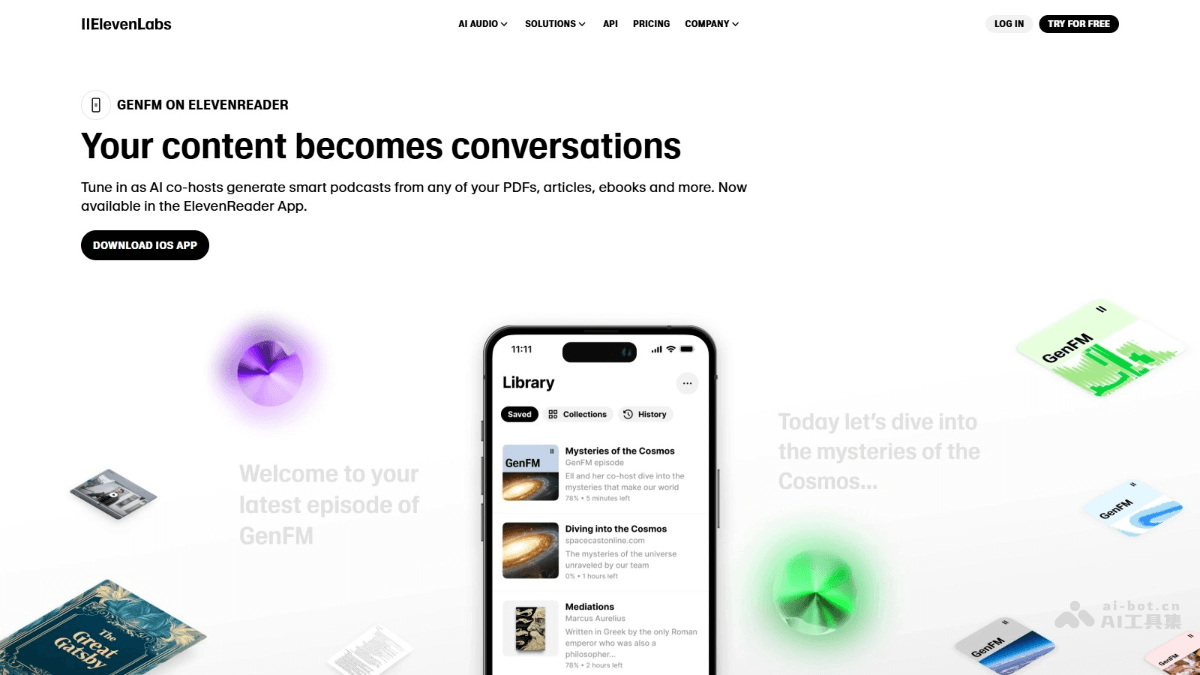 IIElevenLabs
AI AUDIO
SOLUTIONS
API
PRICING
COMPANY
LOG IN
TRY FOR FREE
GENFM ON ELEVENREADER
Your content becomes conversations
Tune in as AI co-hosts generate smart podcasts from any of your PDFs, articles, ebooks and more. Now
available in the ElevenReader App.
DOWNLOAD IOS APP
Welcome to your
latest episode of
GenFM
11:11
Library
Saved
Collections
History
GenFM
Mysteries of the Cosmos
GenFM episode
Ell and her co-host dive into the
mysteries that make our world
78% • 5 minutes left
Diving into the Cosmos
spacecastonline.com
The mysteries of the universe
unraveled by our team
0% • 1 hours left
Mediations
Marcus Aurelius
Written in Greek by the only Roman
emperor who was also a
philosopher...
78% • 2 hours left
Today let's dive into
the mysteries of the
Cosmos...
GenFM
GenFM
GenFM
GenFM
The
Great
Gatsby
ai-bot.cn
AI工具集